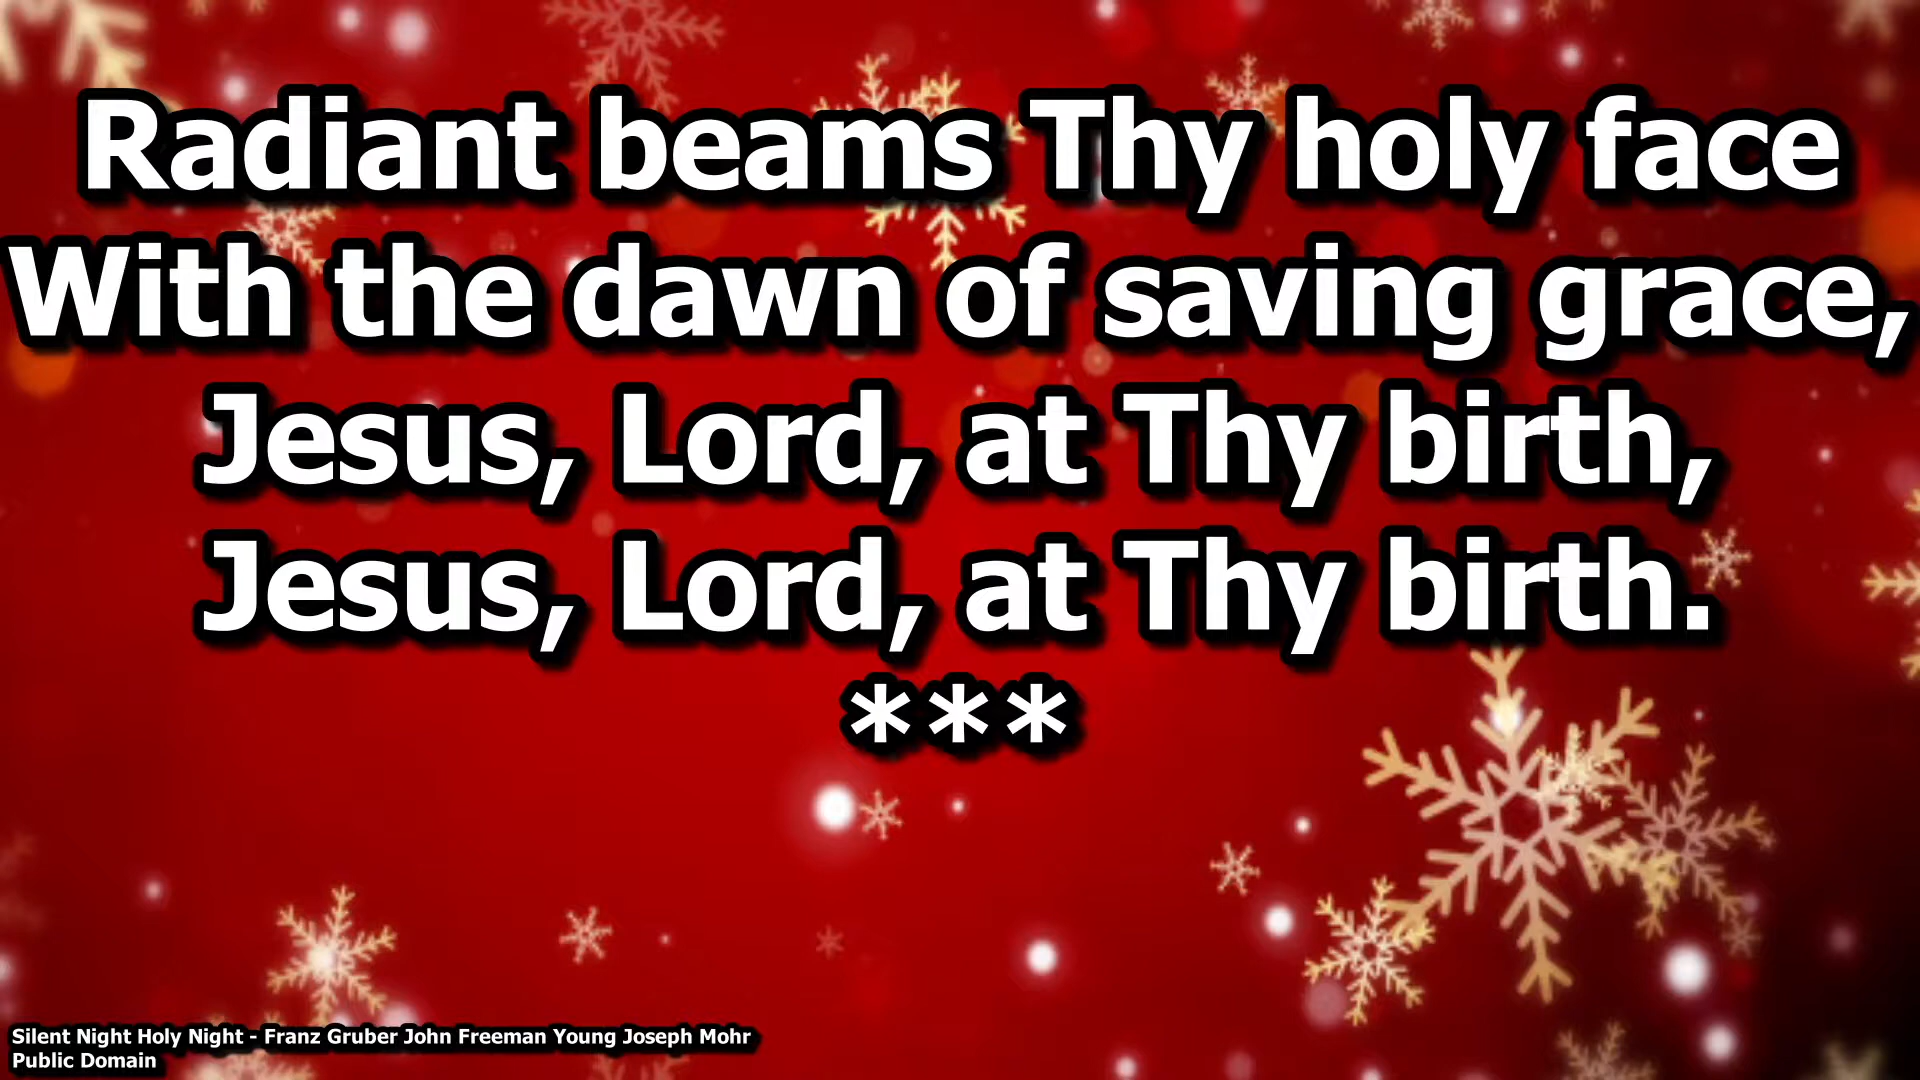 Radiant beams Thy holy face
With the dawn of saving grace,
Jesus, Lord, at Thy birth,
Jesus, Lord, at Thy birth.
***
Silent Night Holy Night - Franz Gruber John Freeman Young Joseph Mohr
Public Domain